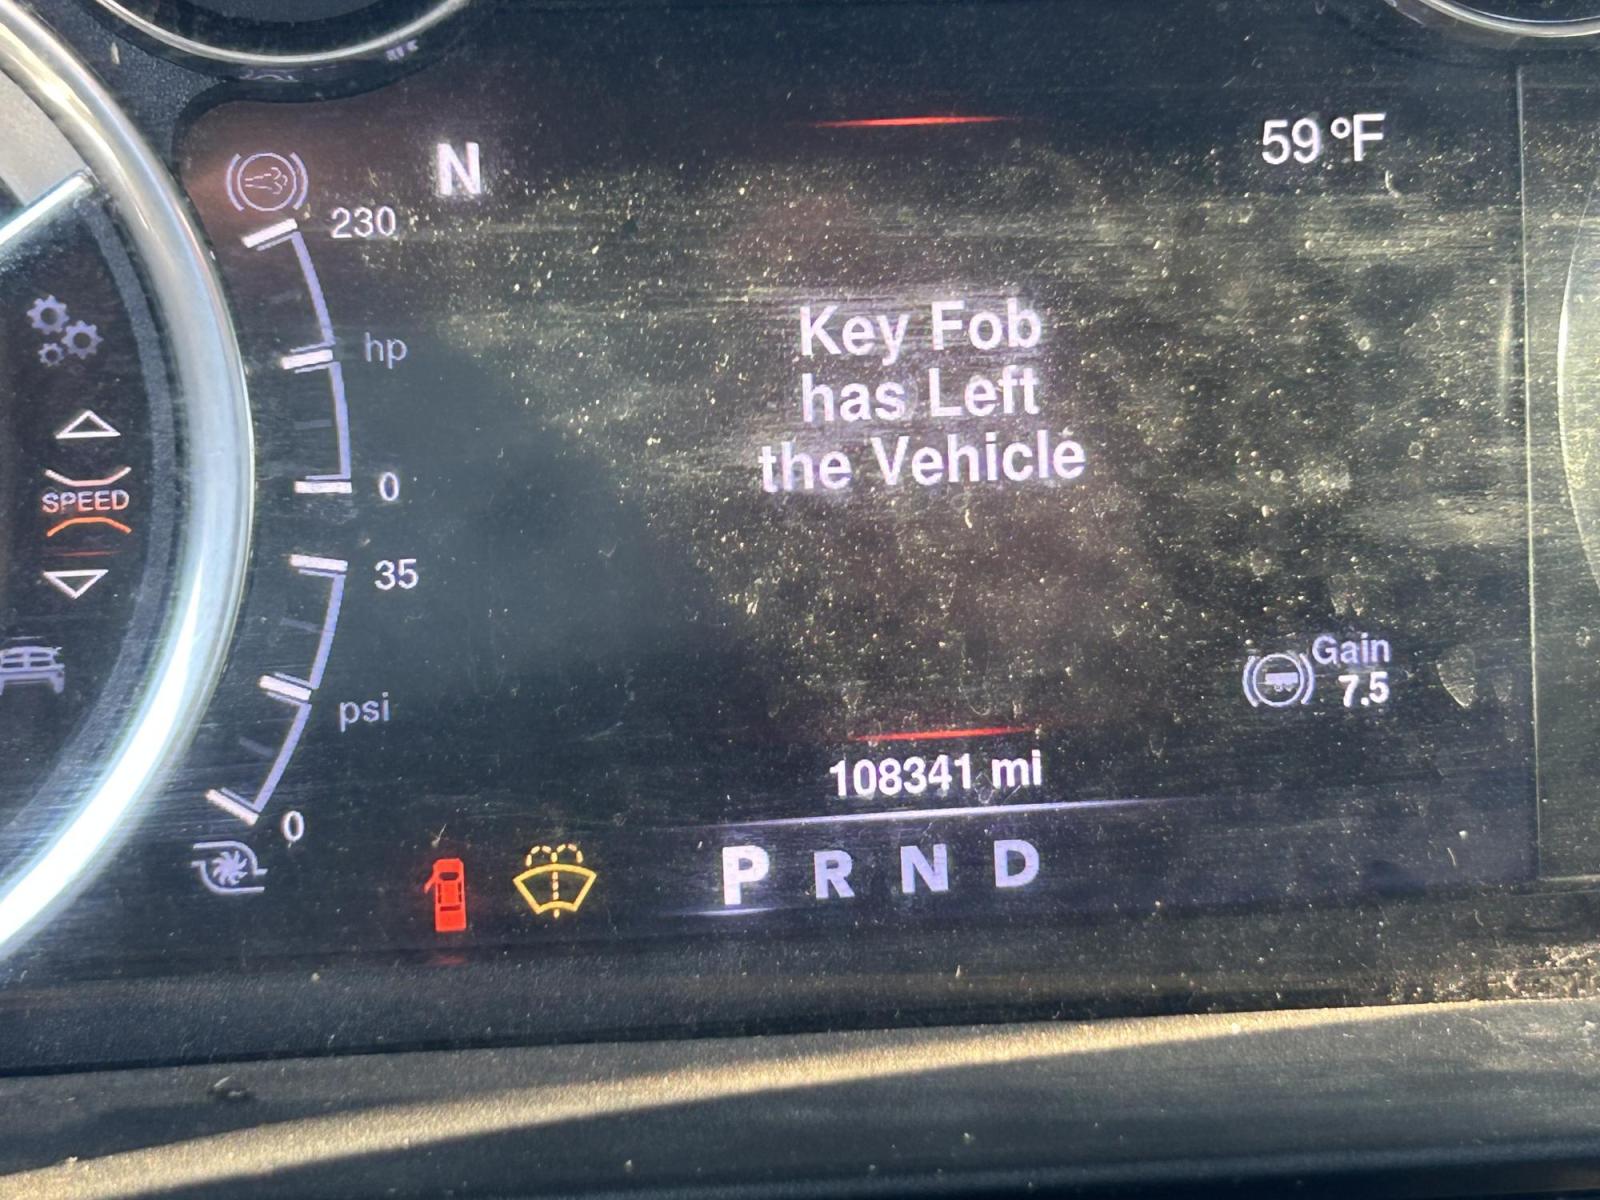 N
59 °F
230
hp
0
SPEED
35
psi
0
Key Fob
has Left
the Vehicle
Gain
7.5
108341 mi
P R N D